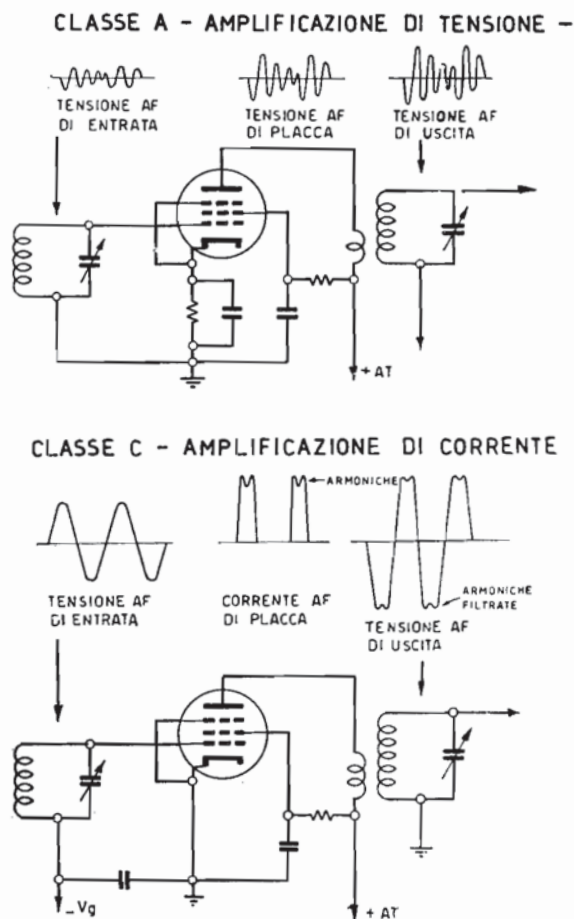 CLASSE A - AMPLIFICAZIONE DI TENSIONE -
TENSIONE AF
DI ENTRATA
TENSIONE AF
DI PLACCA
TENSIONE AF
DI USCITA
+ AT
CLASSE C - AMPLIFICAZIONE DI CORRENTE
ARMONICHE
TENSIONE AF
DI ENTRATA
CORRENTE AF
DI PLACCA
ARMONICHE
FILTRATE
TENSIONE AF
DI USCITA
-Vg
+ AT